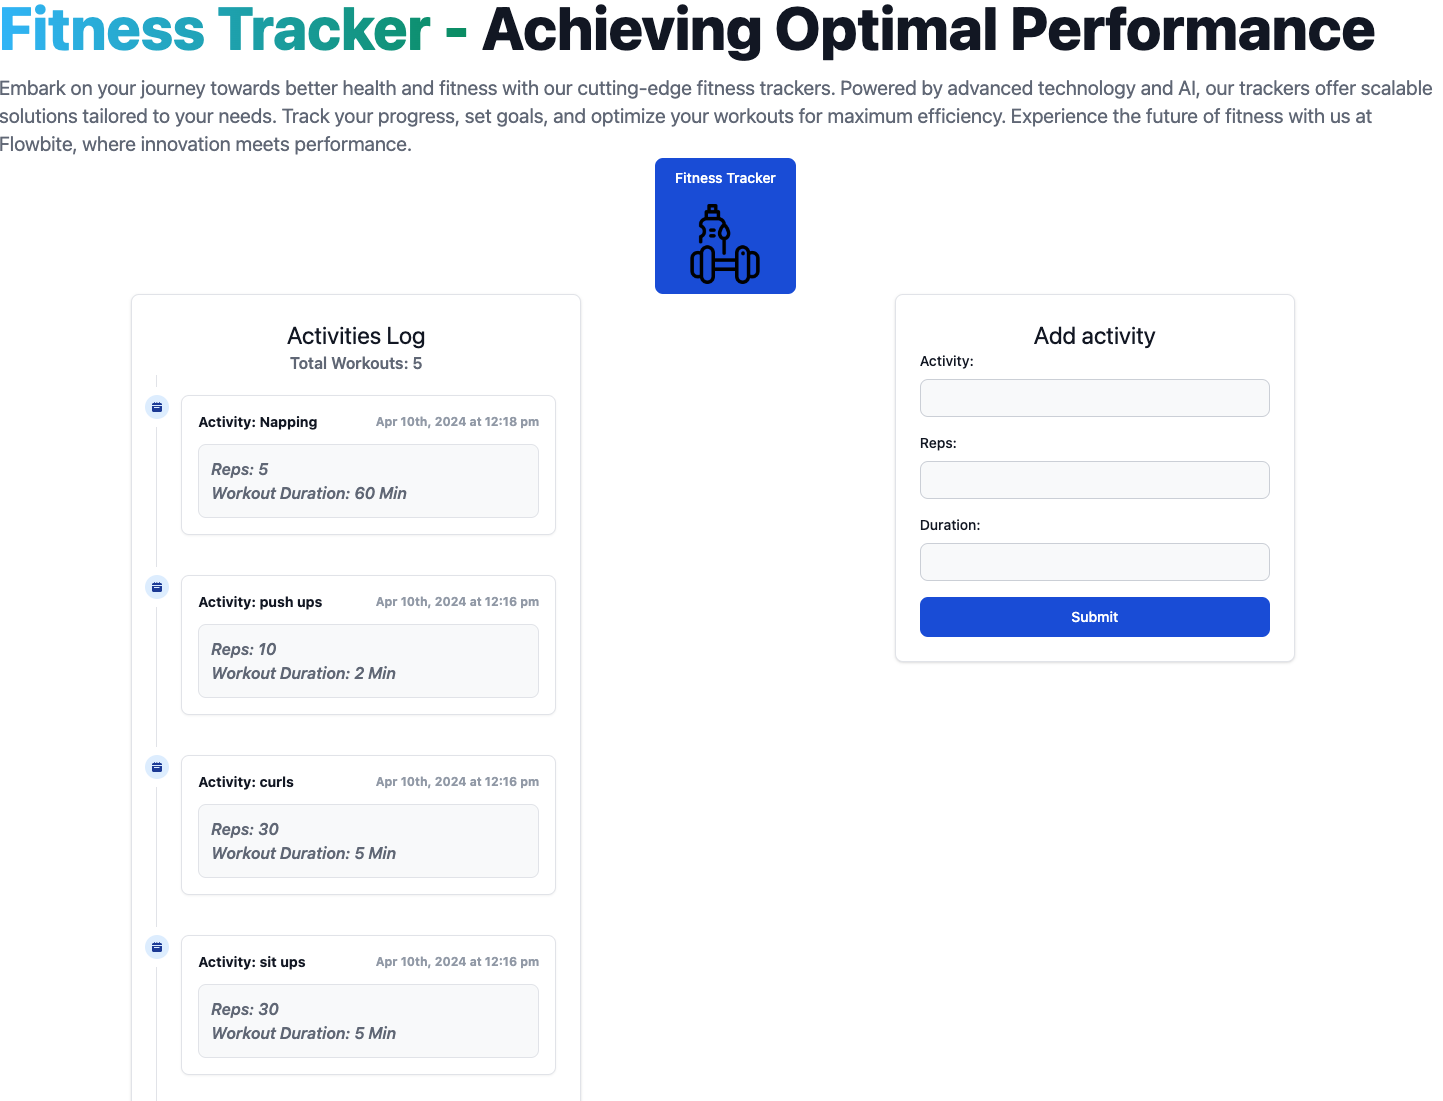 Fitness Tracker - Achieving Optimal Performance
Embark on your journey towards better health and fitness with our cutting-edge fitness trackers. Powered by advanced technology and AI, our trackers offer scalable
solutions tailored to your needs. Track your progress, set goals, and optimize your workouts for maximum efficiency. Experience the future of fitness with us at
Flowbite, where innovation meets performance.
Fitness Tracker
Activities Log
Total Workouts: 5
Activity: Napping Apr 10th, 2024 at 12:18 pm
Reps: 5
Workout Duration: 60 Min
Activity: push ups Apr 10th, 2024 at 12:16 pm
Reps: 10
Workout Duration: 2 Min
Activity: curls Apr 10th, 2024 at 12:16 pm
Reps: 30
Workout Duration: 5 Min
Activity: sit ups Apr 10th, 2024 at 12:16 pm
Reps: 30
Workout Duration: 5 Min
Add activity
Activity:
Reps:
Duration:
Submit